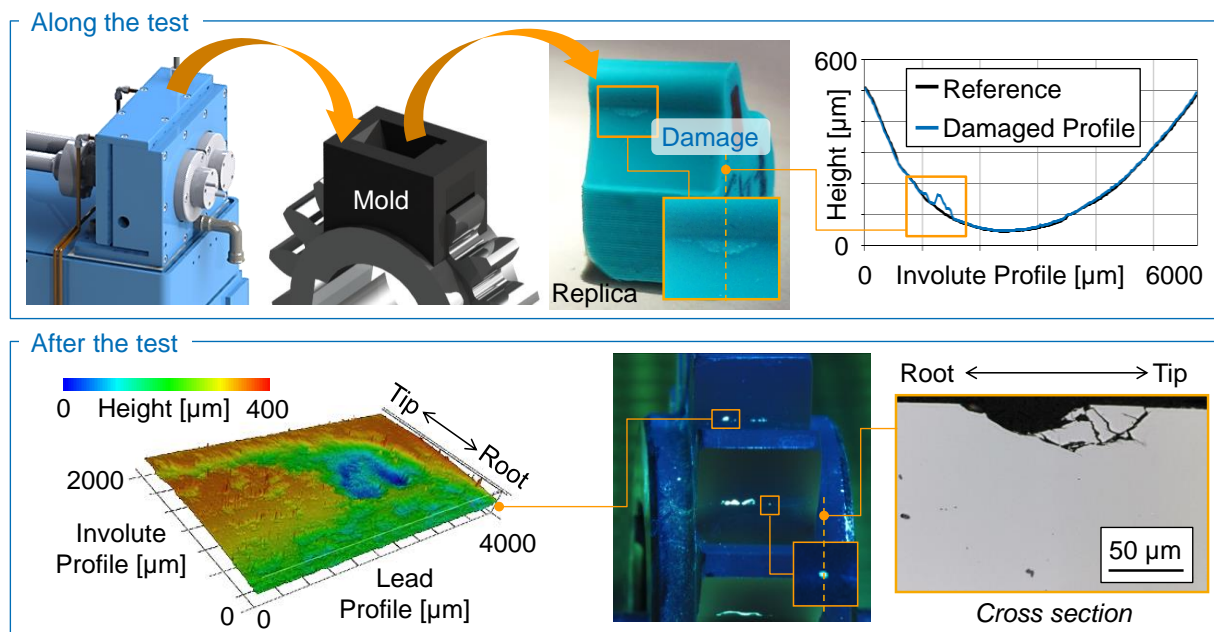 Along the test
Mold
Damage
Replica
600
Height [µm]
0
Reference
Damaged Profile
0
Involute Profile [µm]
6000
After the test
0
Height [µm]
400
Tip
Root
2000
Involute
Profile [µm]
0
0
Lead
Profile [µm]
4000
Root
Tip
50 µm
Cross section